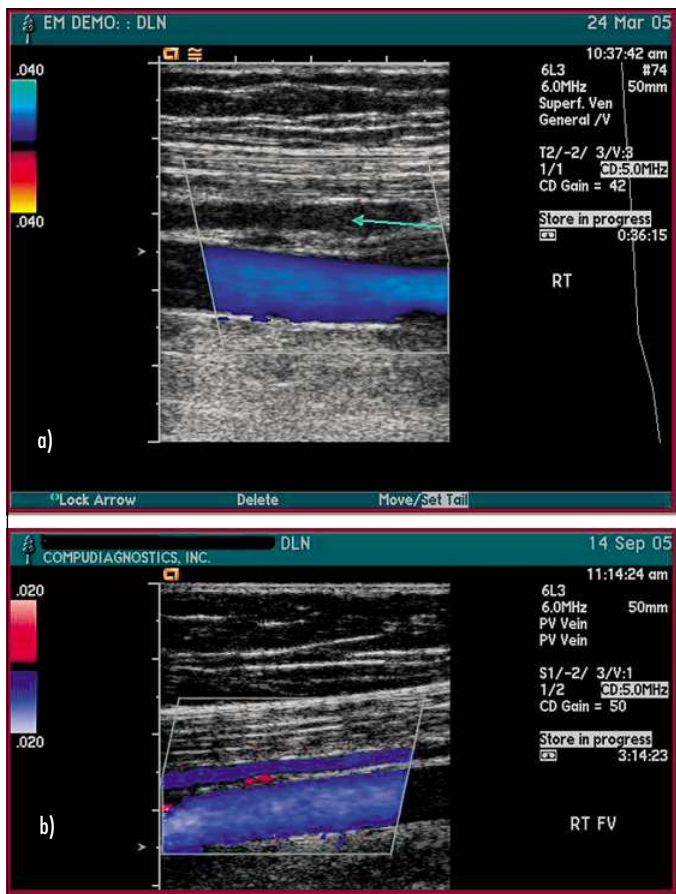 EM DEMO: : DLN 24 Mar 05
10:37:42 am
.040
.040
6L3 #74
6.0MHz 50mm
Superf. Ven
General /V
T2/-2/ 3/V:3
1/1 CD:5.0MHz
CD Gain = 42
Store in progress
0:36:15
RT
a)
Lock Arrow Delete Move/Set Tail
DLN 14 Sep 05
COMPUDIAGNOSTICS, INC.
11:14:24 am
.020
.020
6L3
6.0MHz 50mm
PV Vein
PV Vein
S1/-2/ 3/V:1
1/2 CD:5.0MHz
CD Gain = 50
Store in progress
3:14:23
RT FV
b)